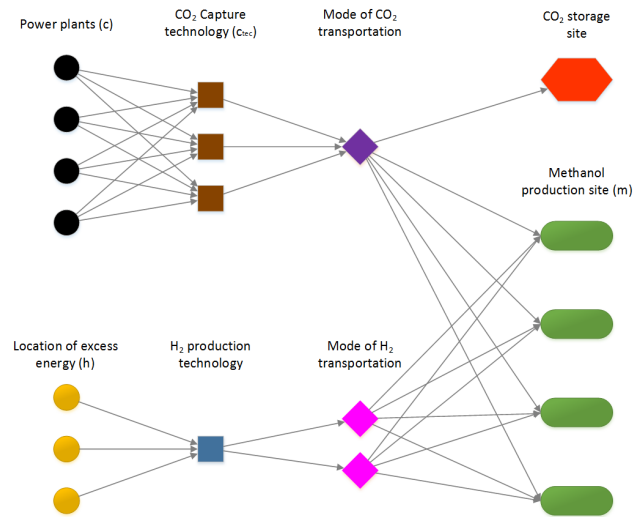 Power plants (c)
CO₂ Capture
technology (cₜₑc)
Mode of CO₂
transportation
CO₂ storage
site
Methanol
production site (m)
Location of excess
energy (h)
H₂ production
technology
Mode of H₂
transportation